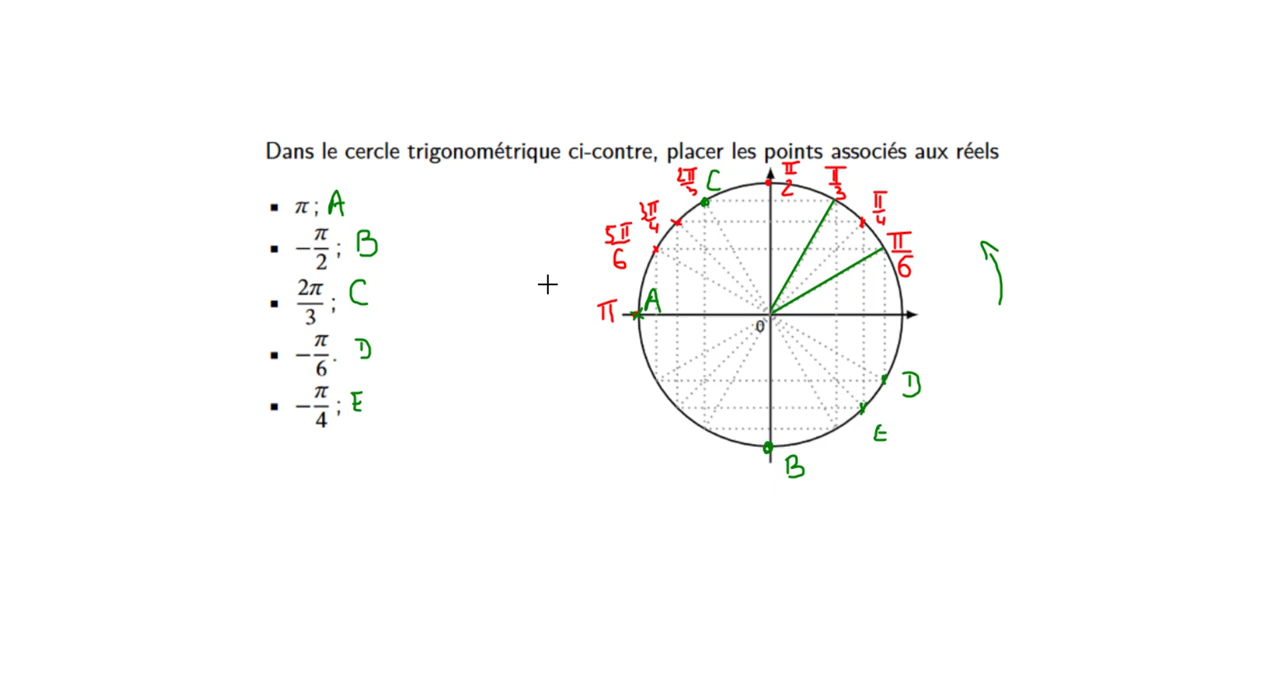 Dans le cercle trigonométrique ci-contre, placer les points associés aux réels
▪ π ; A
▪ −π/2 ; B
▪ 2π/3 ; C
▪ −π/6. D
▪ −π/4 ; E
2π/3 C π/2 π/3
3π/4 π/4
5π/6 π/6
π A
0
D
E
B